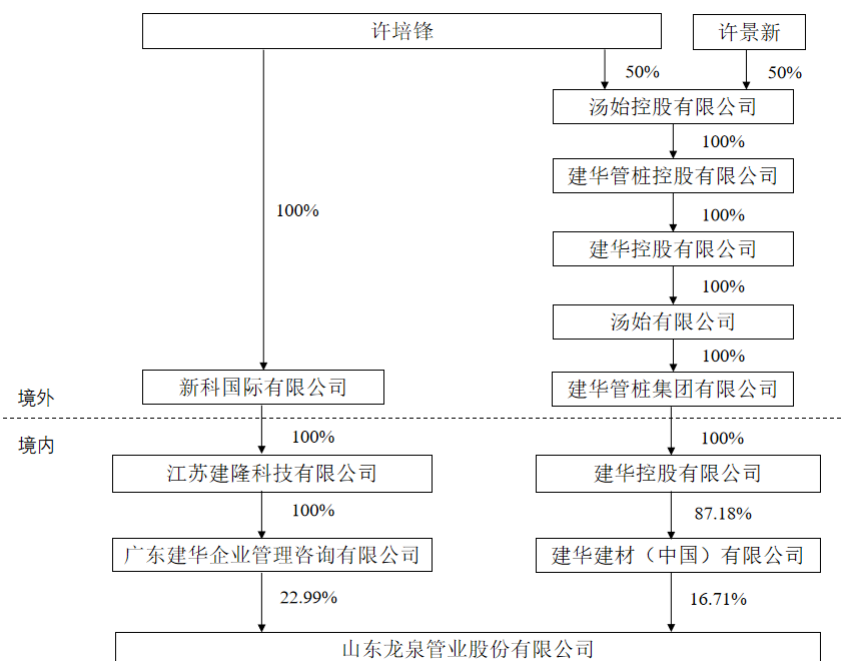 许培锋
许景新
50%
50%
汤始控股有限公司
100%
建华管桩控股有限公司
100%
100%
建华控股有限公司
100%
汤始有限公司
100%
新科国际有限公司
建华管桩集团有限公司
境外
境内
100%
100%
江苏建隆科技有限公司
建华控股有限公司
100%
87.18%
广东建华企业管理咨询有限公司
建华建材（中国）有限公司
22.99%
16.71%
山东龙泉管业股份有限公司